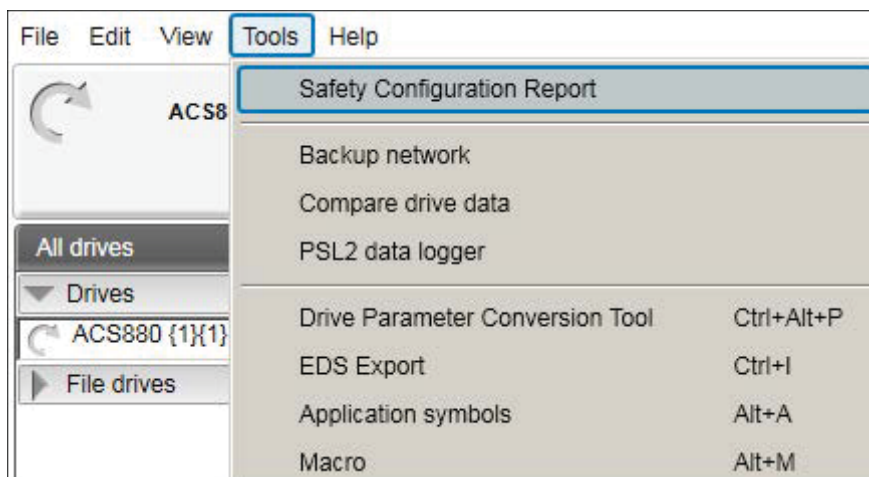 File Edit View Tools Help
ACS8
Safety Configuration Report
Backup network
Compare drive data
PSL2 data logger
All drives
Drives
ACS880 {1}{1}
File drives
Drive Parameter Conversion Tool Ctrl+Alt+P
EDS Export Ctrl+I
Application symbols Alt+A
Macro Alt+M